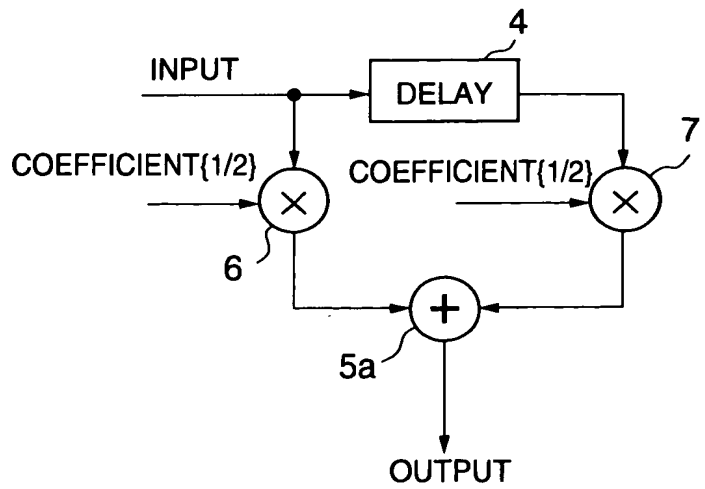 4
INPUT
DELAY
7
COEFFICIENT{1/2}
COEFFICIENT{1/2}
×
×
6
+
5a
OUTPUT